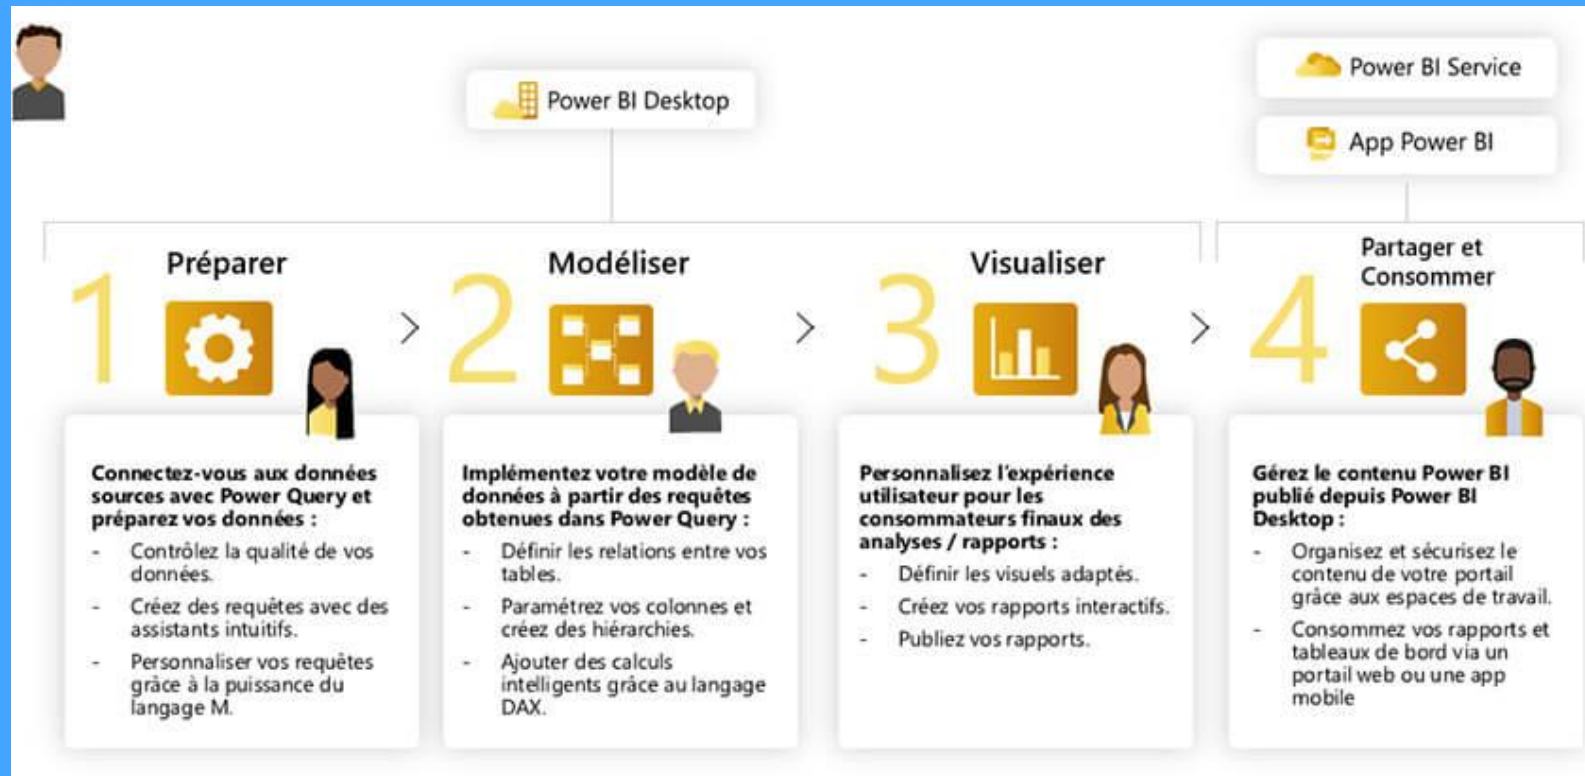 Power BI Desktop
Power BI Service
App Power BI
1
Préparer
Connectez-vous aux données
sources avec Power Query et
préparez vos données :
- Contrôlez la qualité de vos
données.
- Créez des requêtes avec des
assistants intuitifs.
- Personnaliser vos requêtes
grâce à la puissance du
langage M.
2
Modéliser
Implémentez votre modèle de
données à partir des requêtes
obtenues dans Power Query :
- Définir les relations entre vos
tables.
- Paramétrez vos colonnes et
créez des hiérarchies.
- Ajouter des calculs
intelligents grâce au langage
DAX.
3
Visualiser
Personnalisez l'expérience
utilisateur pour les
consommateurs finaux des
analyses / rapports :
- Définir les visuels adaptés.
- Créez vos rapports interactifs.
- Publiez vos rapports.
4
Partager et
Consommer
Gérez le contenu Power BI
publié depuis Power BI
Desktop :
- Organisez et sécurisez le
contenu de votre portail
grâce aux espaces de travail.
- Consommez vos rapports et
tableaux de bord via un
portail web ou une app
mobile